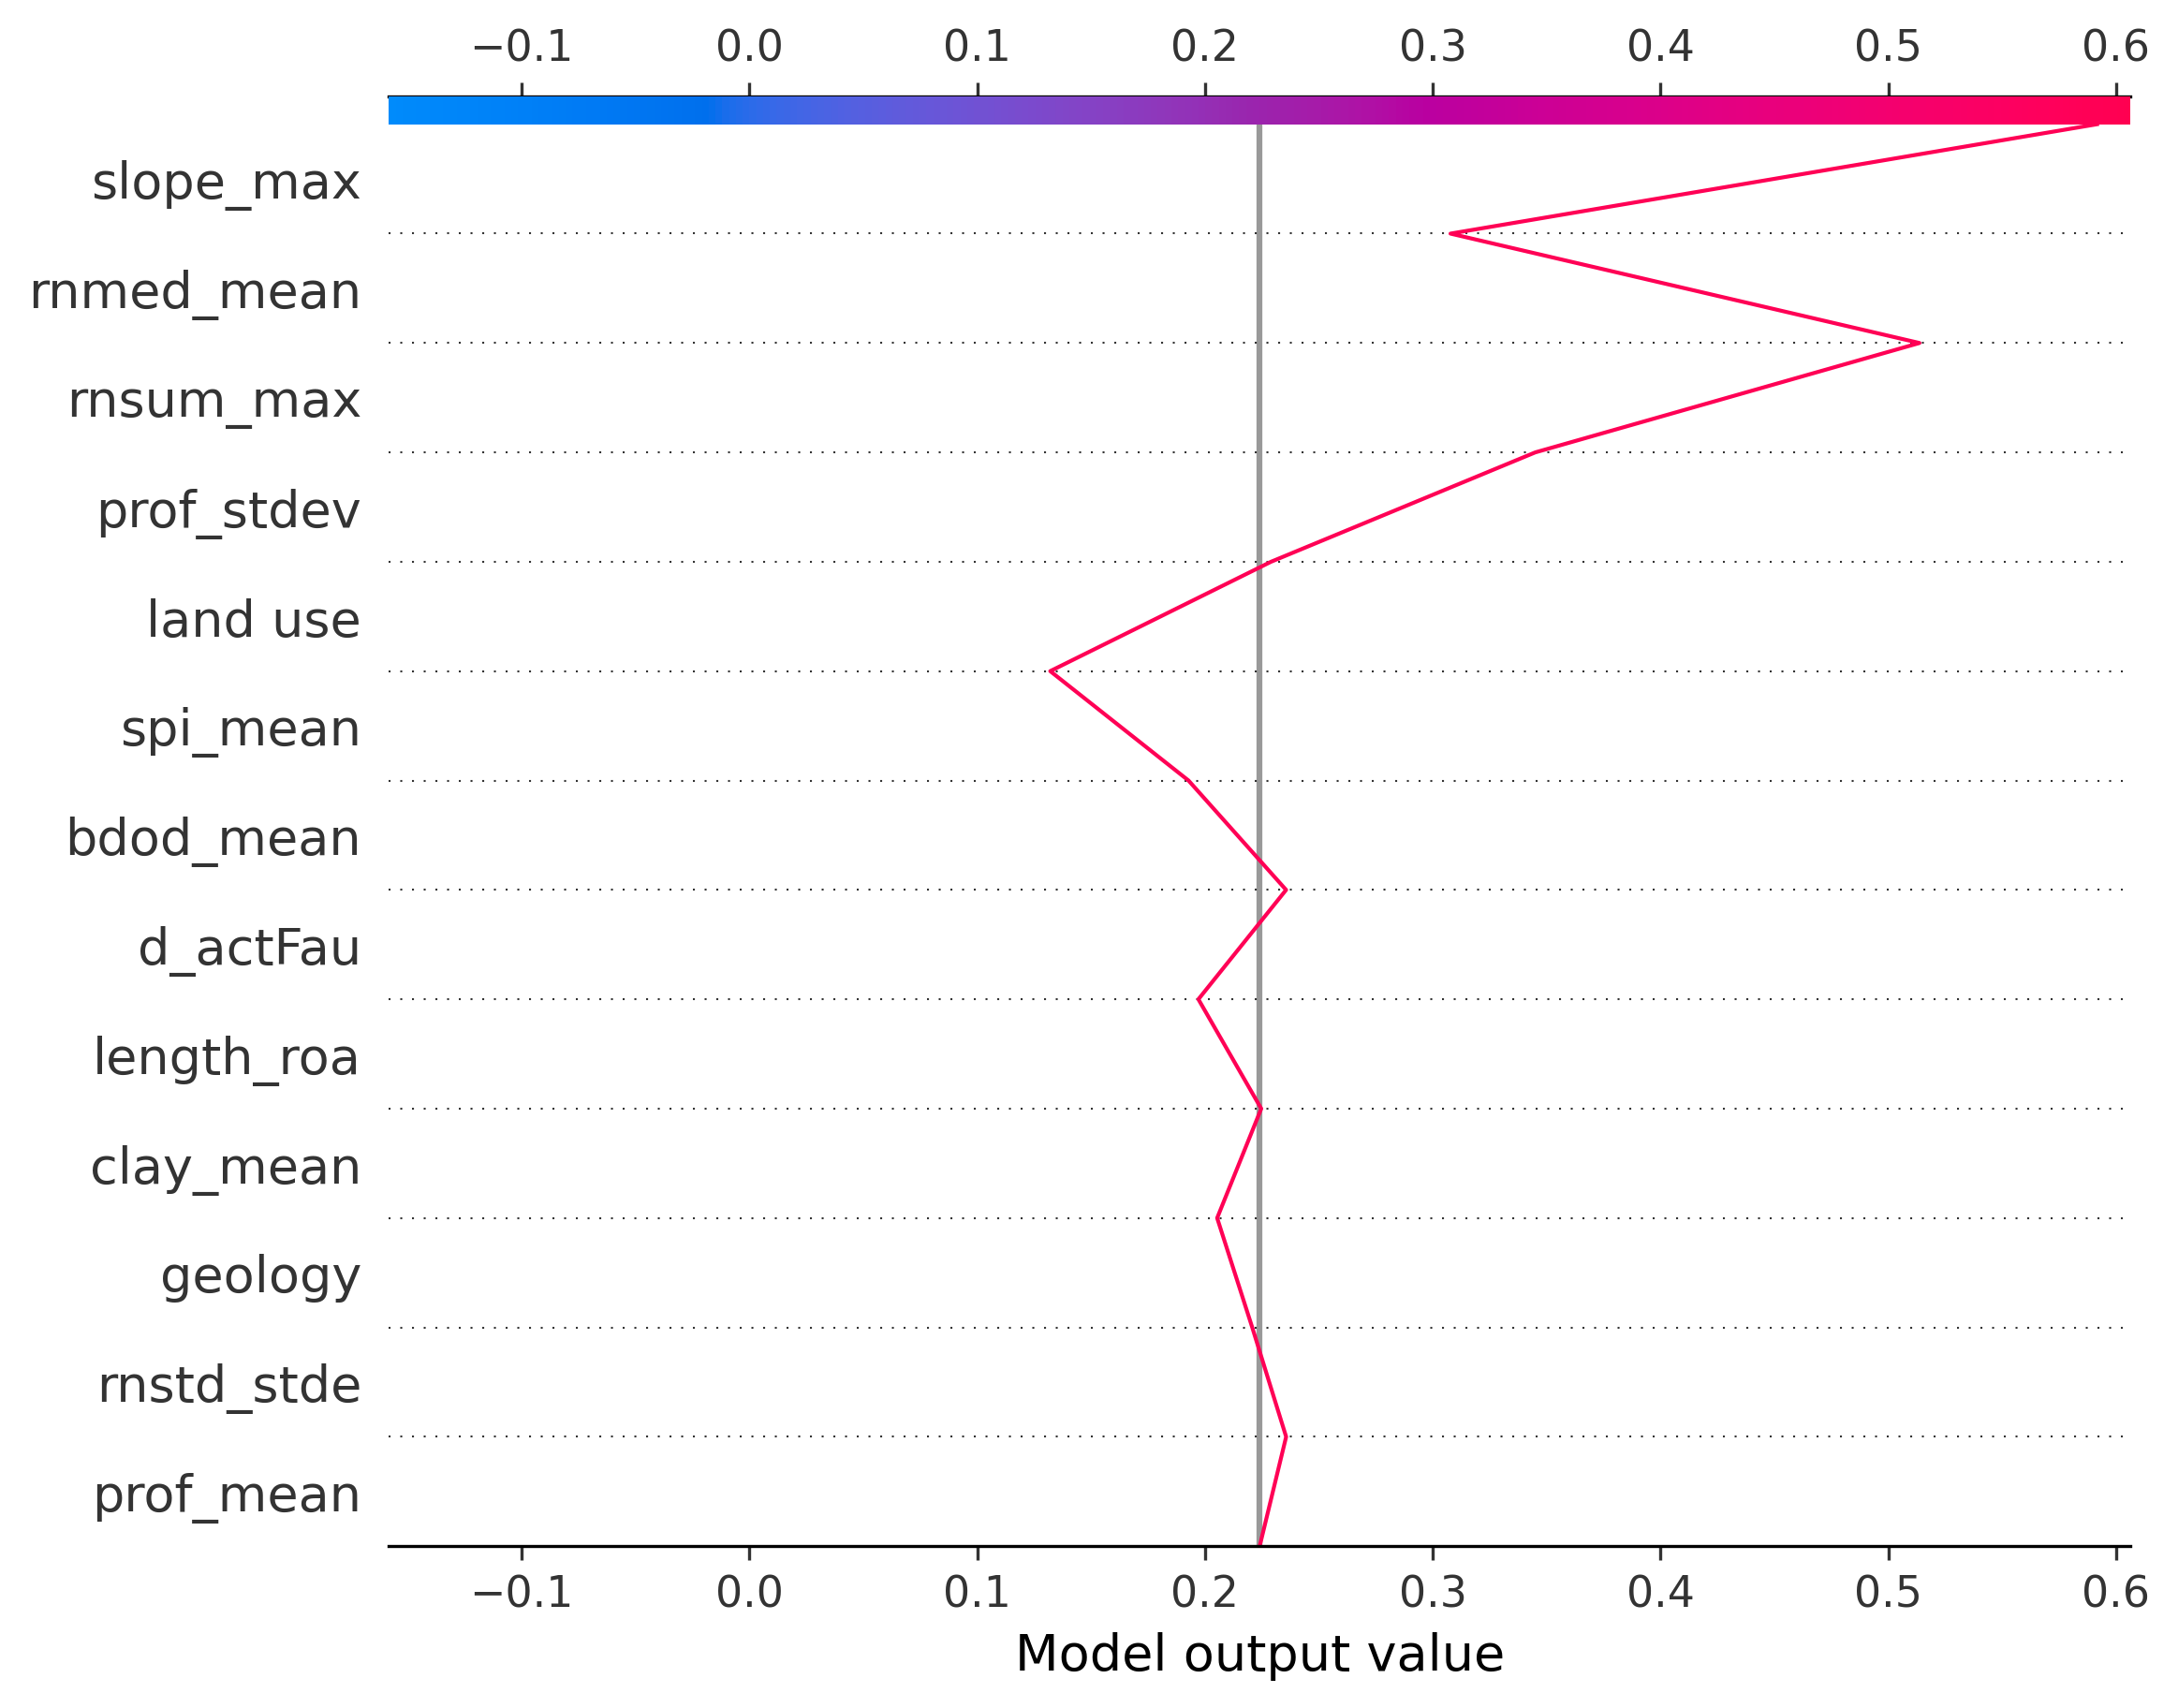 −0.1 0.0 0.1 0.2 0.3 0.4 0.5 0.6
slope_max
rnmed_mean
rnsum_max
prof_stdev
land use
spi_mean
bdod_mean
d_actFau
length_roa
clay_mean
geology
rnstd_stde
prof_mean
−0.1 0.0 0.1 0.2 0.3 0.4 0.5 0.6
Model output value